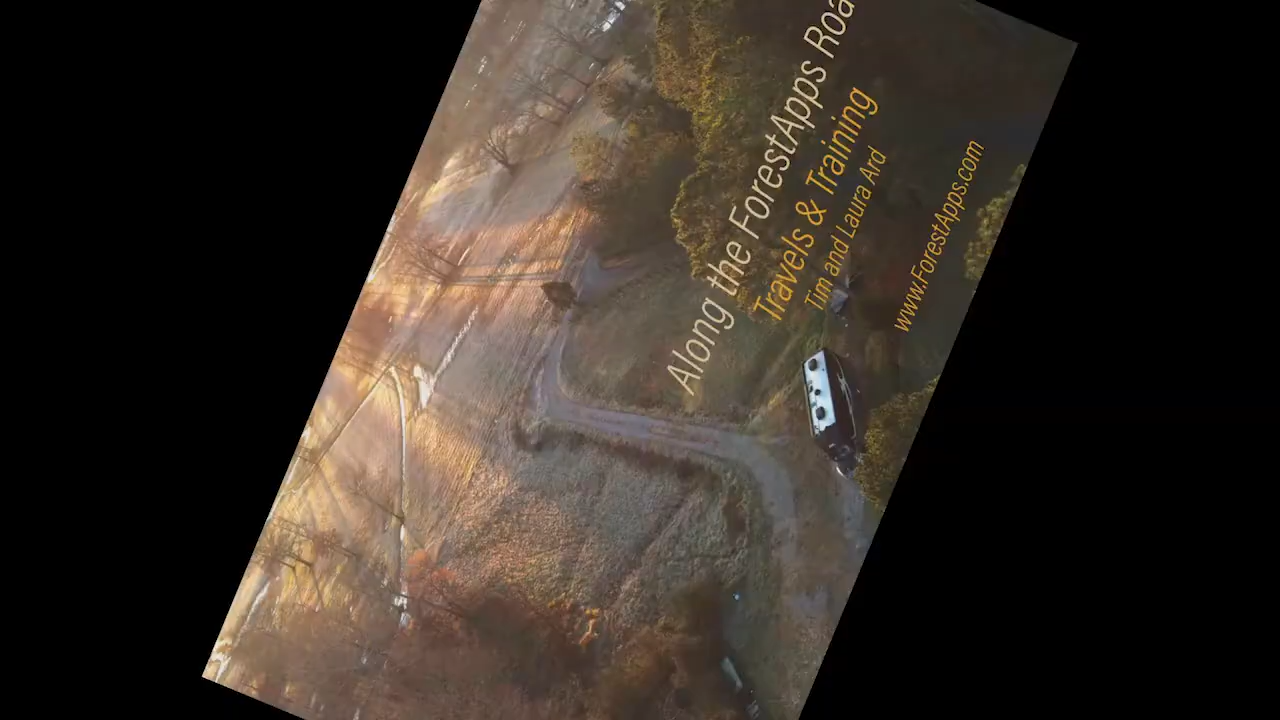 Along the ForestApps Roa
Travels & Training
Tim and Laura Ard
www.ForestApps.com